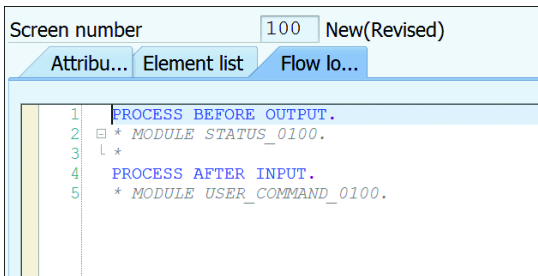 Screen number 100 New(Revised)
Attribu... Element list Flow lo...
1 PROCESS BEFORE OUTPUT.
2 * MODULE STATUS_0100.
3 *
4 PROCESS AFTER INPUT.
5 * MODULE USER_COMMAND_0100.